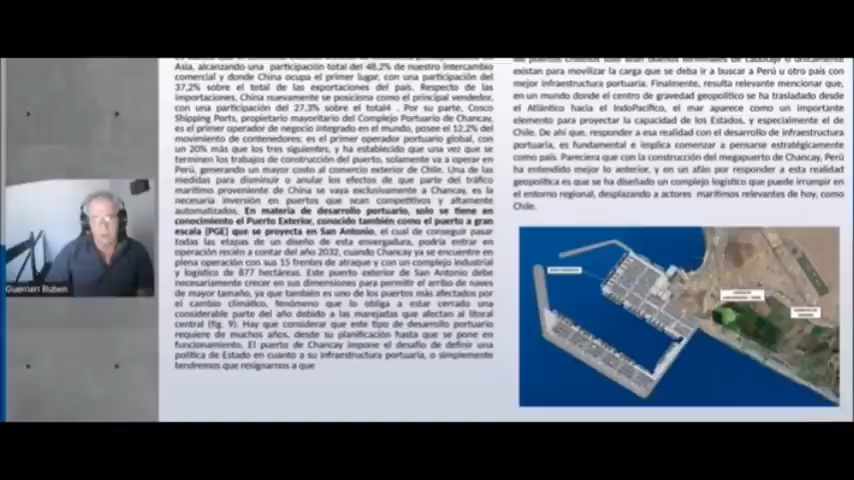 Asia, alcanzando una participación total del 48,2% de nuestro intercambio
comercial y donde China ocupa el primer lugar, con una participación del
37,2% sobre el total de las exportaciones del país. Respecto de las
importaciones, China nuevamente se posiciona como el principal vendedor,
con una participación del 27,3% sobre el total4 . Por su parte, Cosco
Shipping Ports, propietario mayoritario del Complejo Portuario de Chancay,
es el primer operador de negocio integrado en el mundo, posee el 12,2% del
movimiento de contenedores; es el primer operador portuario global, con
un 20% más que los tres siguientes, y ha establecido que una vez que se
terminen los trabajos de construcción del puerto, solamente va a operar en
Perú, generando un mayor costo al comercio exterior de Chile. Una de las
medidas para disminuir o anular los efectos de que parte del tráfico
marítimo proveniente de China se vaya exclusivamente a Chancay, es la
necesaria inversión en puertos que sean competitivos y altamente
automatizados. En materia de desarrollo portuario, solo se tiene en
conocimiento el Puerto Exterior, conocido también como el puerto a gran
escala (PGE) que se proyecta en San Antonio, el cual de conseguir pasar
todas las etapas de un diseño de esta envergadura, podría entrar en
operación recién a contar del año 2032, cuando Chancay ya se encuentre en
plena operación con sus 15 frentes de atraque y con un complejo industrial
y logístico de 877 hectáreas. Este puerto exterior de San Antonio debe
necesariamente crecer en sus dimensiones para permitir el arribo de naves
de mayor tamaño, ya que también es uno de los puertos más afectados por
el cambio climático, fenómeno que lo obliga a estar cerrado una
considerable parte del año debido a las marejadas que afectan al litoral
central (fig. 9). Hay que considerar que este tipo de desarrollo portuario
requiere de muchos años, desde su planificación hasta que se pone en
funcionamiento. El puerto de Chancay impone el desafío de definir una
política de Estado en cuanto a su infraestructura portuaria, o simplemente
tendremos que resignarnos a que
existan para movilizar la carga que se deba ir a buscar a Perú u otro país con
mejor infraestructura portuaria. Finalmente, resulta relevante mencionar que,
en un mundo donde el centro de gravedad geopolítico se ha trasladado desde
el Atlántico hacia el IndoPacífico, el mar aparece como un importante
elemento para proyectar la capacidad de los Estados, y especialmente el de
Chile. De ahí que, responder a esa realidad con el desarrollo de infraestructura
portuaria, es fundamental e implica comenzar a pensarse estratégicamente
como país. Pareciera que con la construcción del megapuerto de Chancay, Perú
ha entendido mejor lo anterior, y en un afán por responder a esta realidad
geopolítica es que se ha diseñado un complejo logístico que puede irrumpir en
el entorno regional, desplazando a actores marítimos relevantes de hoy, como
Chile.
Guerrieri Ruben